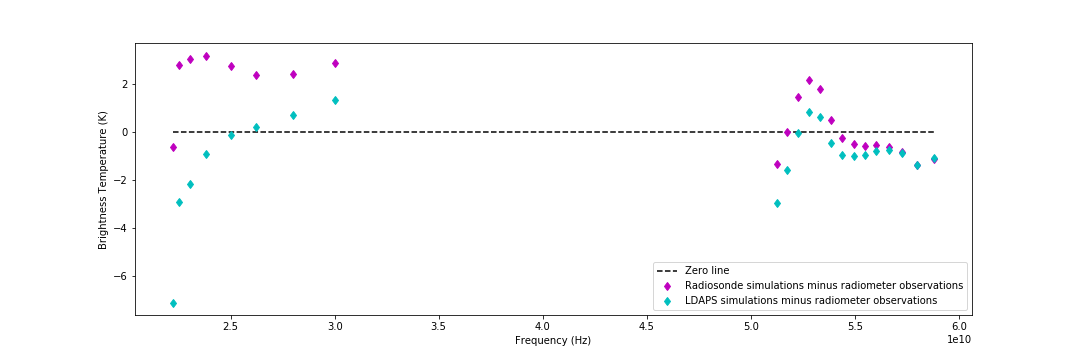 Brightness Temperature (K)
2
0
−2
−4
−6
Zero line
Radiosonde simulations minus radiometer observations
LDAPS simulations minus radiometer observations
2.5 3.0 3.5 4.0 4.5 5.0 5.5 6.0
1e10
Frequency (Hz)